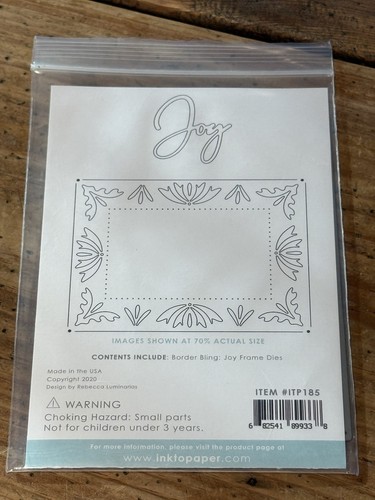 Joy
IMAGES SHOWN AT 70% ACTUAL SIZE
CONTENTS INCLUDE: Border Bling: Joy Frame Dies
Made in the USA
Copyright 2020
Design by Rebecca Luminarias
ITEM #ITP185
⚠ WARNING
Choking Hazard: Small parts
Not for children under 3 years.
6 82541 89933 8
For more information, please visit the product page at
www.inktopaper.com